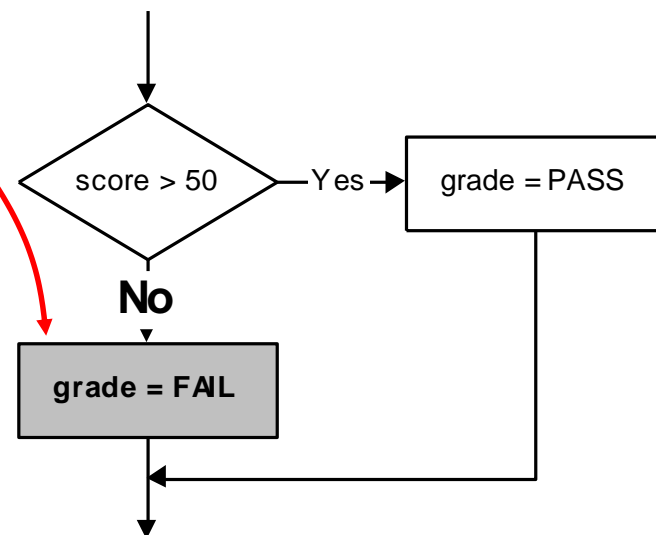 score > 50
Yes
grade = PASS
No
grade = FAIL